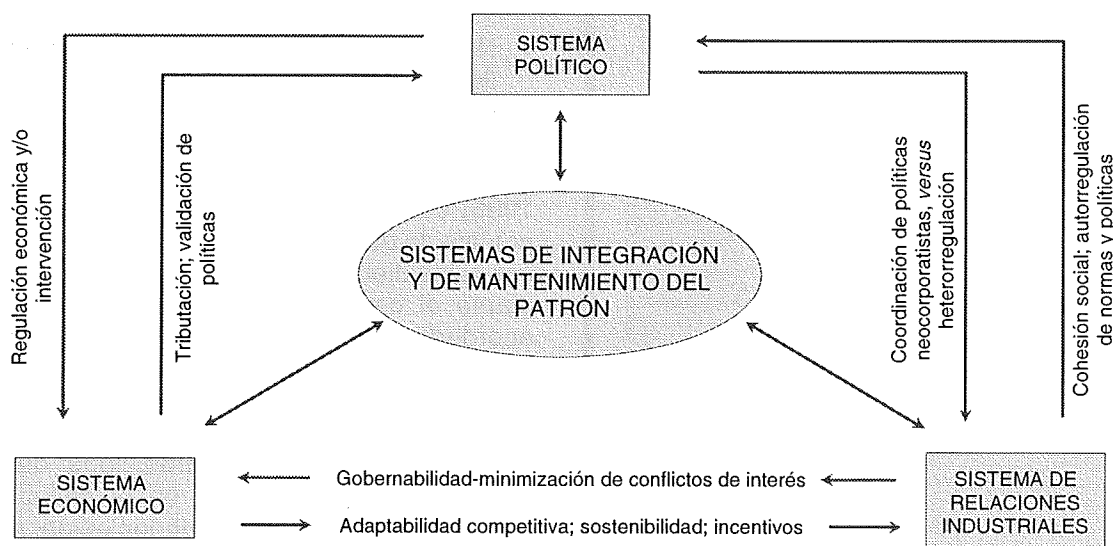 SISTEMA
POLÍTICO
Regulación económica y/o
intervención
Tributación; validación de
políticas
SISTEMAS DE INTEGRACIÓN
Y DE MANTENIMIENTO DEL
PATRÓN
Coordinación de políticas
neocorporatistas, versus
heterorregulación
Cohesión social; autorregulación
de normas y políticas
SISTEMA
ECONÓMICO
Gobernabilidad-minimización de conflictos de interés
Adaptabilidad competitiva; sostenibilidad; incentivos
SISTEMA DE
RELACIONES
INDUSTRIALES